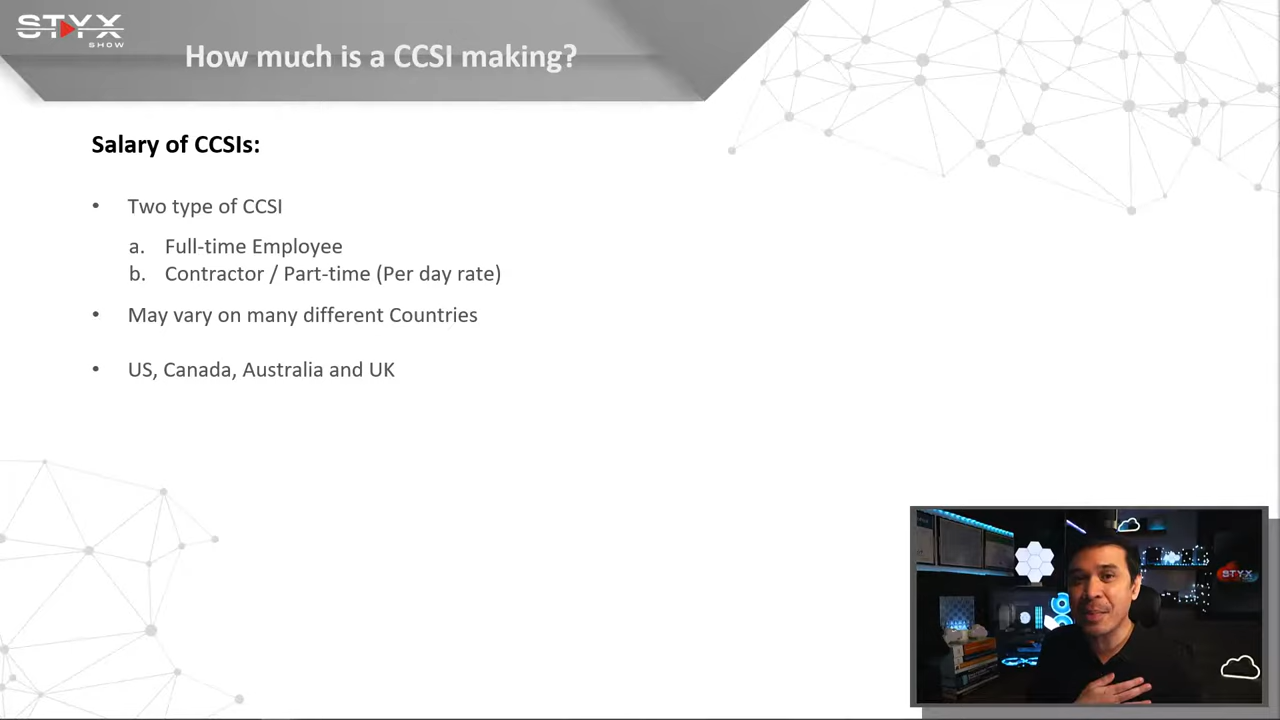 STYX
SHOW
How much is a CCSI making?
Salary of CCSIs:
• Two type of CCSI
a. Full-time Employee
b. Contractor / Part-time (Per day rate)
• May vary on many different Countries
• US, Canada, Australia and UK
STYX